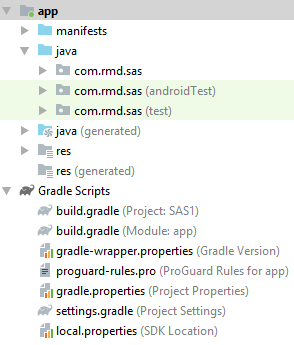 app
manifests
java
com.rmd.sas
com.rmd.sas (androidTest)
com.rmd.sas (test)
java (generated)
res
res (generated)
Gradle Scripts
build.gradle (Project: SAS1)
build.gradle (Module: app)
gradle-wrapper.properties (Gradle Version)
proguard-rules.pro (ProGuard Rules for app)
gradle.properties (Project Properties)
settings.gradle (Project Settings)
local.properties (SDK Location)